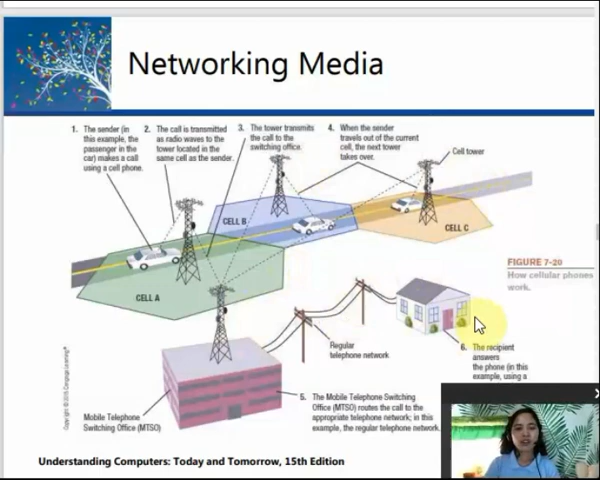 Networking Media
1. The sender (in
this example, the
passenger in the
car) makes a call
using a cell phone.
2. The call is transmitted
as radio waves to the
tower located in the
same cell as the sender.
3. The tower transmits
the call to the
switching office.
4. When the sender
travels out of the current
cell, the next tower
takes over.
Cell tower
CELL B
CELL C
CELL A
FIGURE 7-20
How cellular phones
work.
Regular
telephone network
6. The recipient
answers
the phone (in this
example, using a
5. The Mobile Telephone Switching
Office (MTSO) routes the call to the
appropriate telephone network; in this
example, the regular telephone network.
Mobile Telephone
Switching Office (MTSO)
Copyright © 2015 Cengage Learning®
Understanding Computers: Today and Tomorrow, 15th Edition